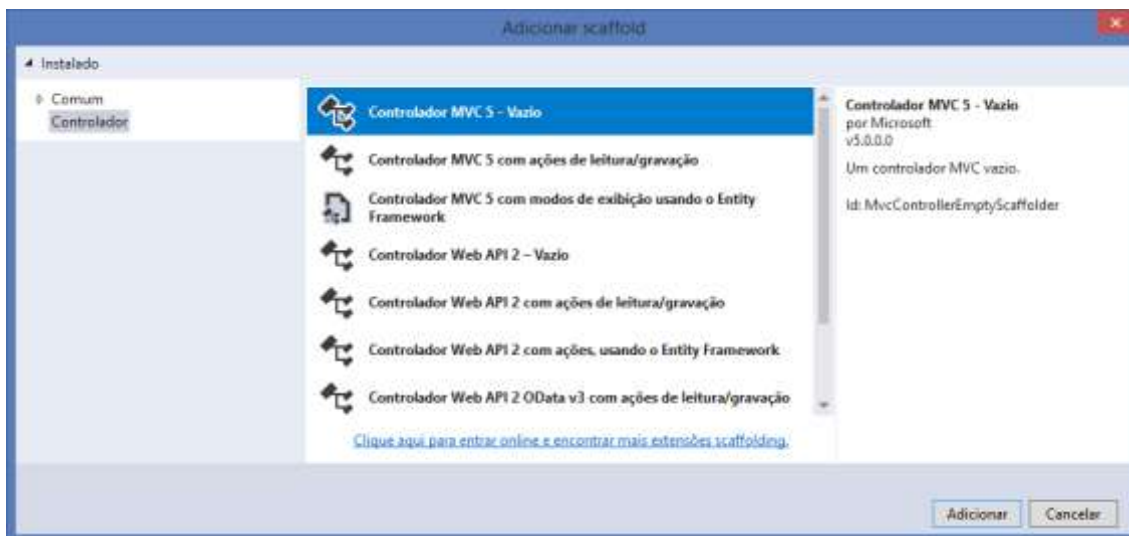 Adicionar scaffold
Instalado
Comum
Controlador
Controlador MVC 5 - Vazio
Controlador MVC 5 com ações de leitura/gravação
Controlador MVC 5 com modos de exibição usando o Entity
Framework
Controlador Web API 2 – Vazio
Controlador Web API 2 com ações de leitura/gravação
Controlador Web API 2 com ações, usando o Entity Framework
Controlador Web API 2 OData v3 com ações de leitura/gravação
Clique aqui para entrar online e encontrar mais extensões scaffolding.
Controlador MVC 5 - Vazio
por Microsoft
v5.0.0.0
Um controlador MVC vazio.
Id: MvcControllerEmptyScaffolder
Adicionar
Cancelar